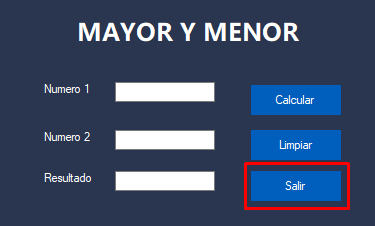 MAYOR Y MENOR
Numero 1
Calcular
Numero 2
Limpiar
Resultado
Salir